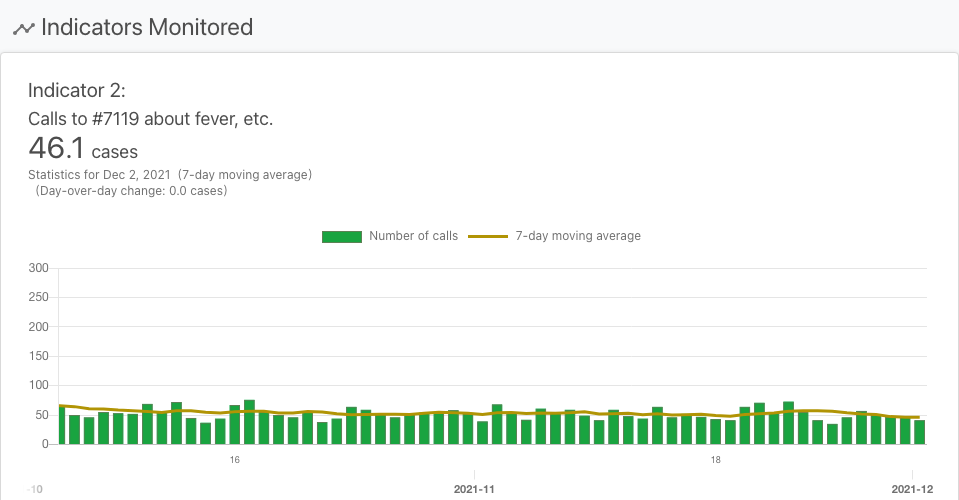 Indicators Monitored
Indicator 2:
Calls to #7119 about fever, etc.
46.1 cases
Statistics for Dec 2, 2021 (7-day moving average)
(Day-over-day change: 0.0 cases)
Number of calls 7-day moving average
300
250
200
150
100
50
0
16 18
-10 2021-11 2021-12